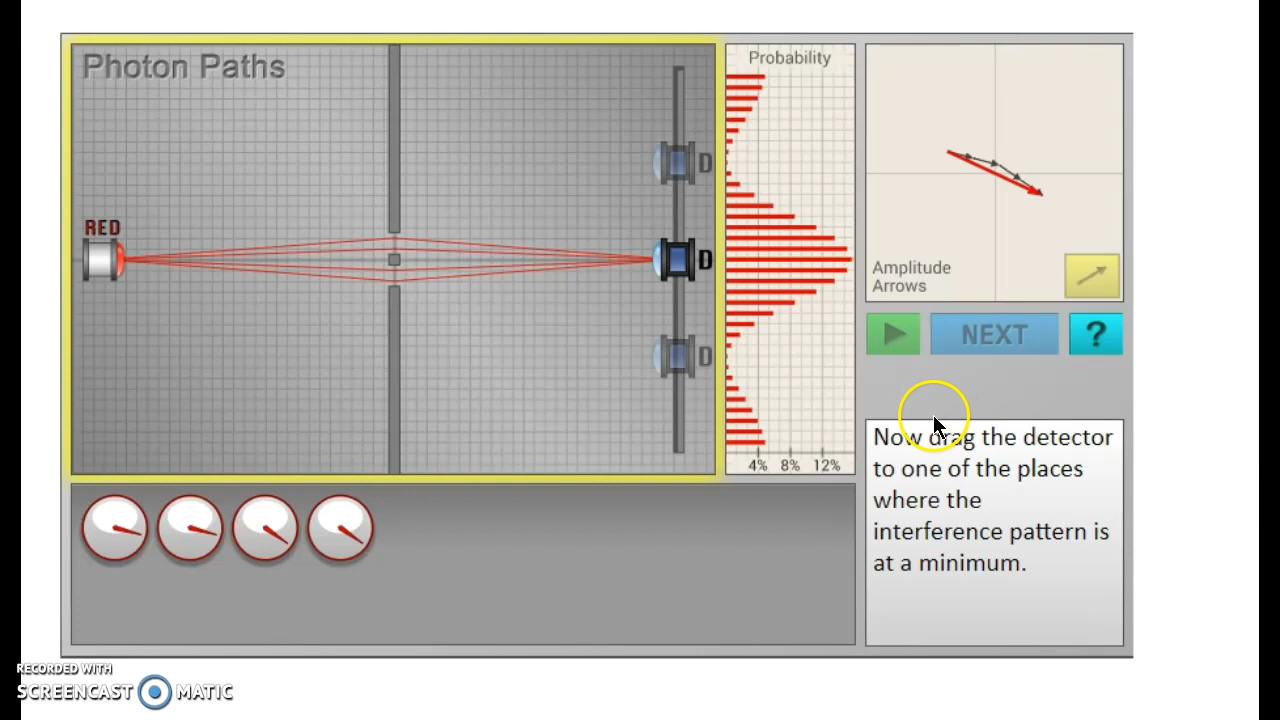 Photon Paths
RED
D
D
D
Probability
4% 8% 12%
Amplitude
Arrows
NEXT
?
Now drag the detector
to one of the places
where the
interference pattern is
at a minimum.
RECORDED WITH
SCREENCAST MATIC